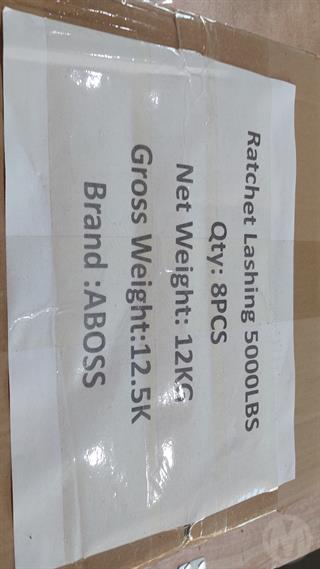 Ratchet Lashing 5000LBS
Qty: 8PCS
Net Weight: 12KG
Gross Weight:12.5K
Brand :ABOSS